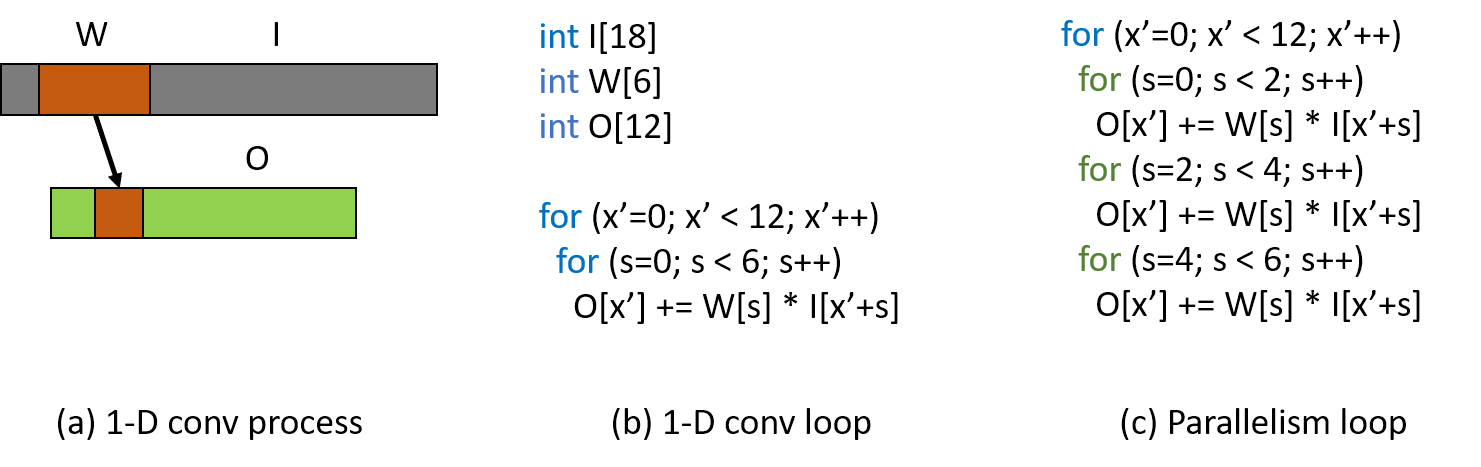 W
I
O
(a) 1-D conv process
int I[18]
int W[6]
int O[12]
for (x’=0; x’ < 12; x’++)
for (s=0; s < 6; s++)
O[x’] += W[s] * I[x’+s]
(b) 1-D conv loop
for (x’=0; x’ < 12; x’++)
for (s=0; s < 2; s++)
O[x’] += W[s] * I[x’+s]
for (s=2; s < 4; s++)
O[x’] += W[s] * I[x’+s]
for (s=4; s < 6; s++)
O[x’] += W[s] * I[x’+s]
(c) Parallelism loop